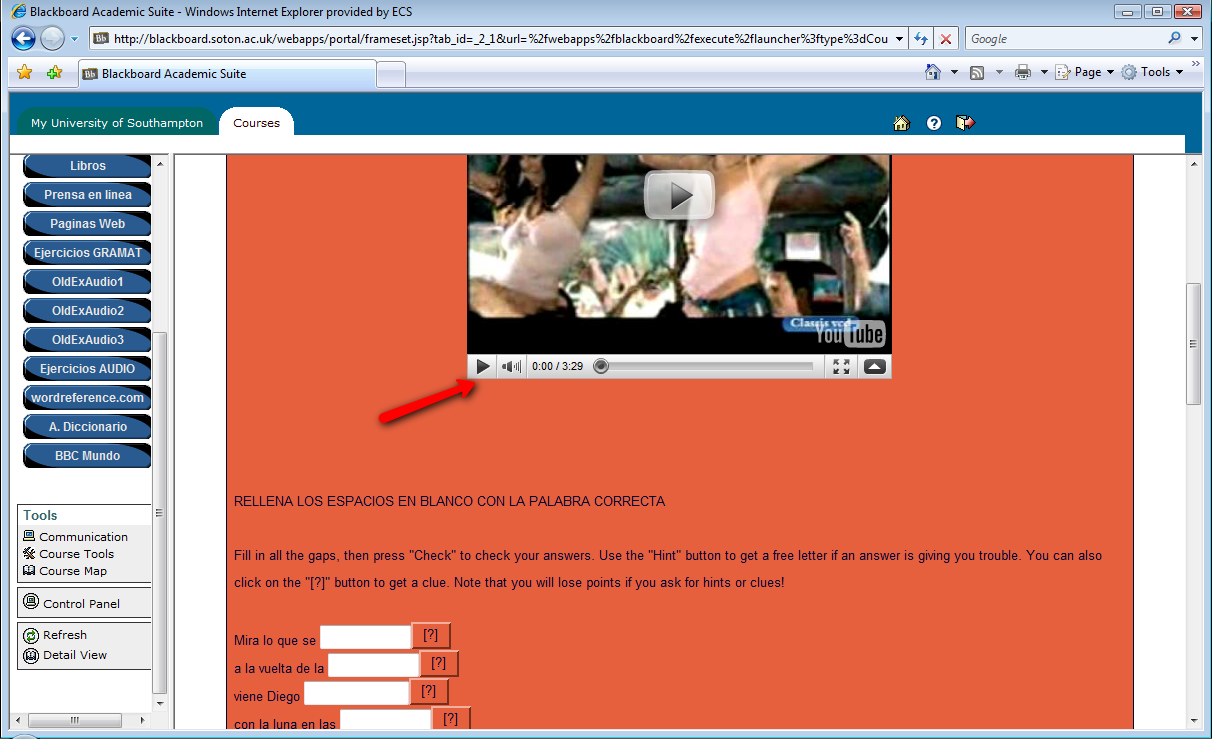 Blackboard Academic Suite - Windows Internet Explorer provided by ECS
http://blackboard.soton.ac.uk/webapps/portal/frameset.jsp?tab_id=_2_1&url=%2fwebapps%2fblackboard%2fexecute%2flauncher%3ftype%3dCou
Google
Bb Blackboard Academic Suite
Page
Tools
My University of Southampton
Courses
Libros
Prensa en linea
Paginas Web
Ejercicios GRAMAT
OldExAudio1
OldExAudio2
OldExAudio3
Ejercicios AUDIO
wordreference.com
A. Diccionario
BBC Mundo
Tools
Communication
Course Tools
Course Map
Control Panel
Refresh
Detail View
Classic vcd
YouTube
0:00 / 3:29
RELLENA LOS ESPACIOS EN BLANCO CON LA PALABRA CORRECTA
Fill in all the gaps, then press "Check" to check your answers. Use the "Hint" button to get a free letter if an answer is giving you trouble. You can also
click on the "[?]" button to get a clue. Note that you will lose points if you ask for hints or clues!
Mira lo que se [?]
a la vuelta de la [?]
viene Diego [?]
con la luna en las [?]